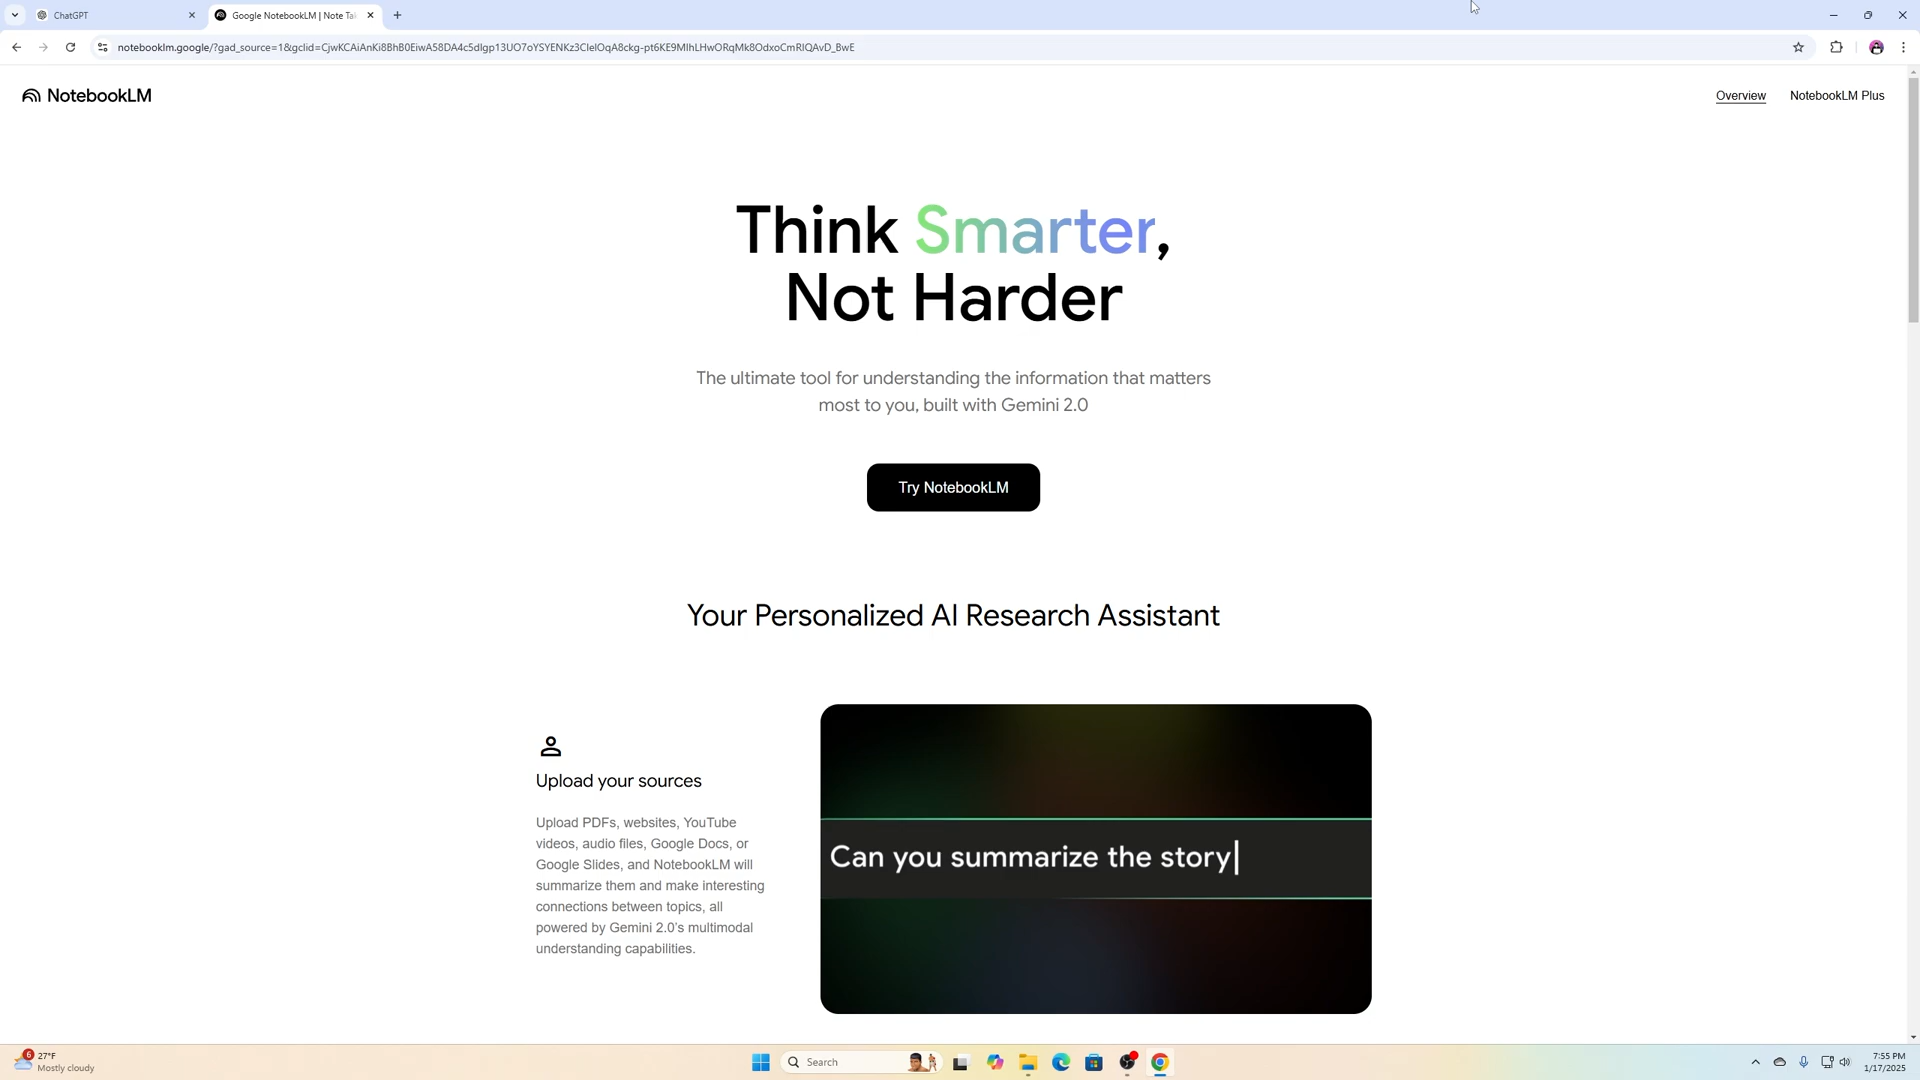 ChatGPT
Google NotebookLM | Note Tak
notebooklm.google/?gad_source=1&gclid=CjwKCAiAnKi8BhB0EiwA58DA4c5dlgp13UO7oYSYENKz3CIelOqA8ckg-pt6KE9MlhLHwORqMk8OdxoCmRIQAvD_BwE
NotebookLM
Overview
NotebookLM Plus
Think Smarter,
Not Harder
The ultimate tool for understanding the information that matters
most to you, built with Gemini 2.0
Try NotebookLM
Your Personalized AI Research Assistant
Upload your sources
Upload PDFs, websites, YouTube
videos, audio files, Google Docs, or
Google Slides, and NotebookLM will
summarize them and make interesting
connections between topics, all
powered by Gemini 2.0's multimodal
understanding capabilities.
Can you summarize the story
6
27°F
Mostly cloudy
Search
7:55 PM
1/17/2025